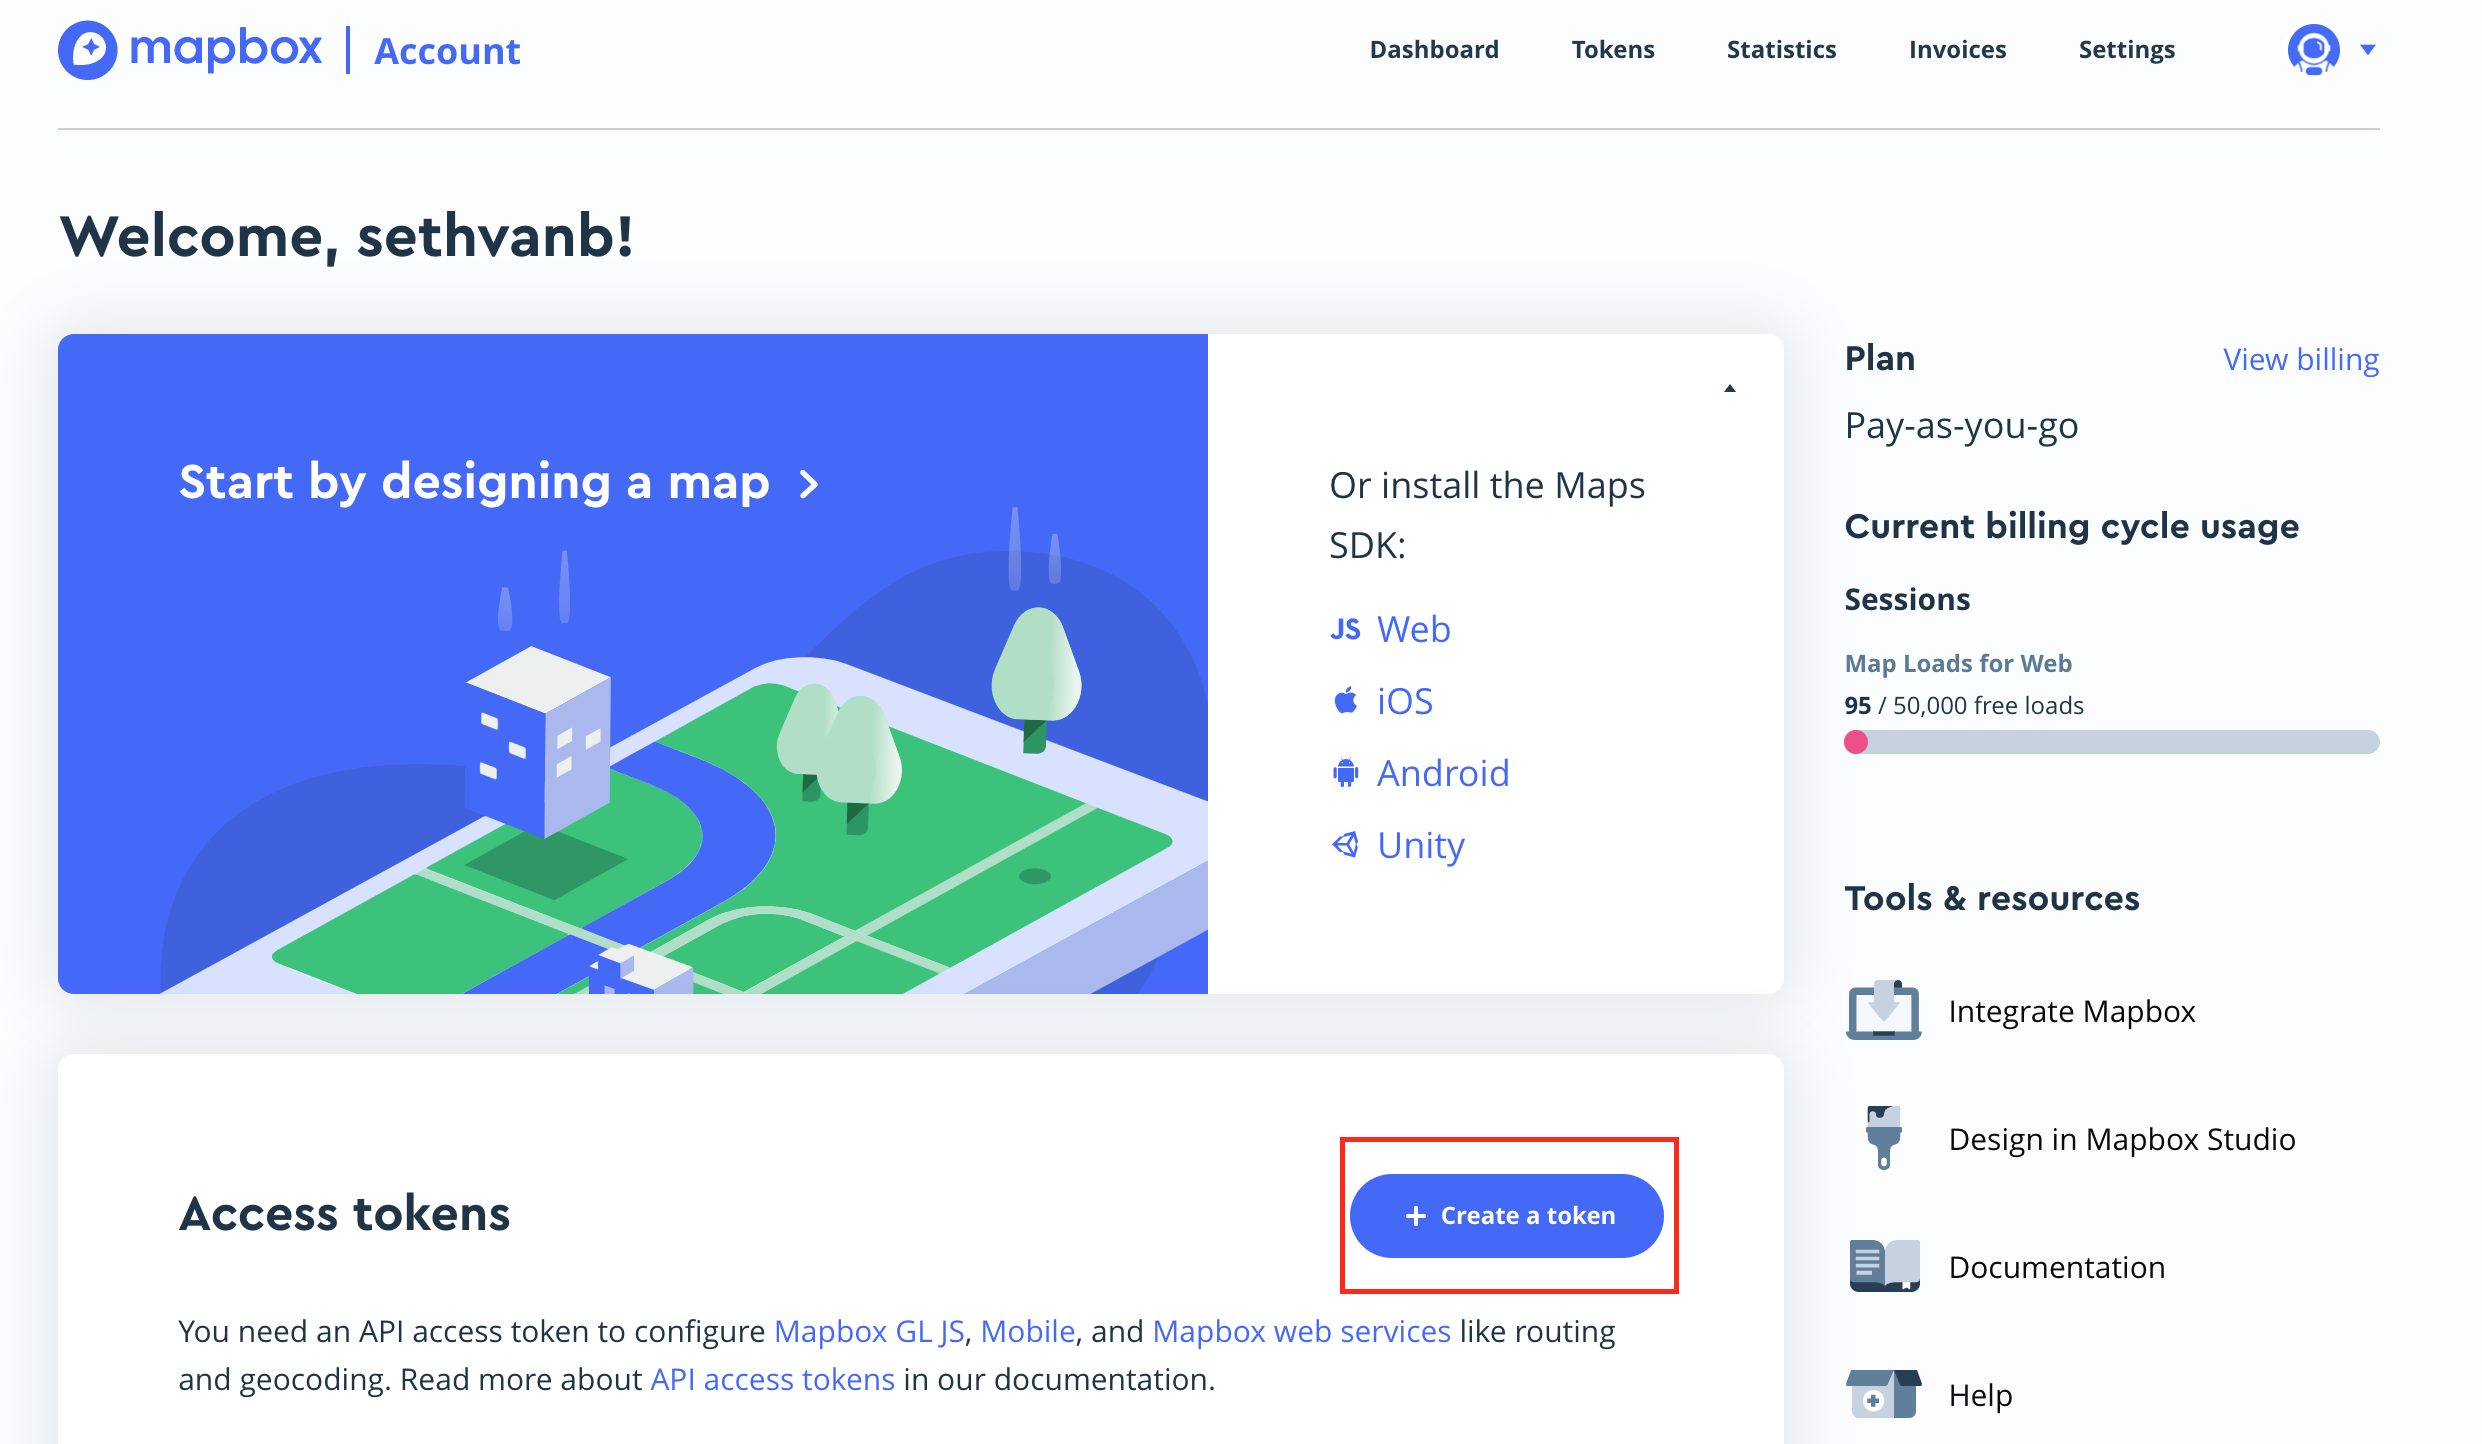 mapbox | Account
Dashboard
Tokens
Statistics
Invoices
Settings
Welcome, sethvanb!
Start by designing a map
Or install the Maps
SDK:
JS Web
iOS
Android
Unity
Plan
View billing
Pay-as-you-go
Current billing cycle usage
Sessions
Map Loads for Web
95 / 50,000 free loads
Tools & resources
Integrate Mapbox
Design in Mapbox Studio
Documentation
Help
Access tokens
+ Create a token
You need an API access token to configure Mapbox GL JS, Mobile, and Mapbox web services like routing
and geocoding. Read more about API access tokens in our documentation.